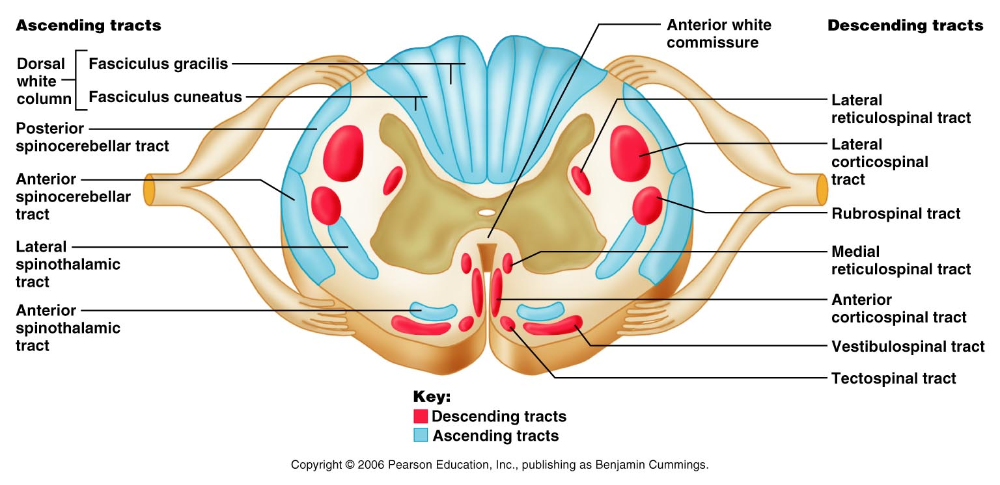 Ascending tracts
Dorsal
white
column
Fasciculus gracilis
Fasciculus cuneatus
Posterior
spinocerebellar tract
Anterior
spinocerebellar
tract
Lateral
spinothalamic
tract
Anterior
spinothalamic
tract
Anterior white
commissure
Descending tracts
Lateral
reticulospinal tract
Lateral
corticospinal
tract
Rubrospinal tract
Medial
reticulospinal tract
Anterior
corticospinal tract
Vestibulospinal tract
Tectospinal tract
Key:
Descending tracts
Ascending tracts
Copyright © 2006 Pearson Education, Inc., publishing as Benjamin Cummings.